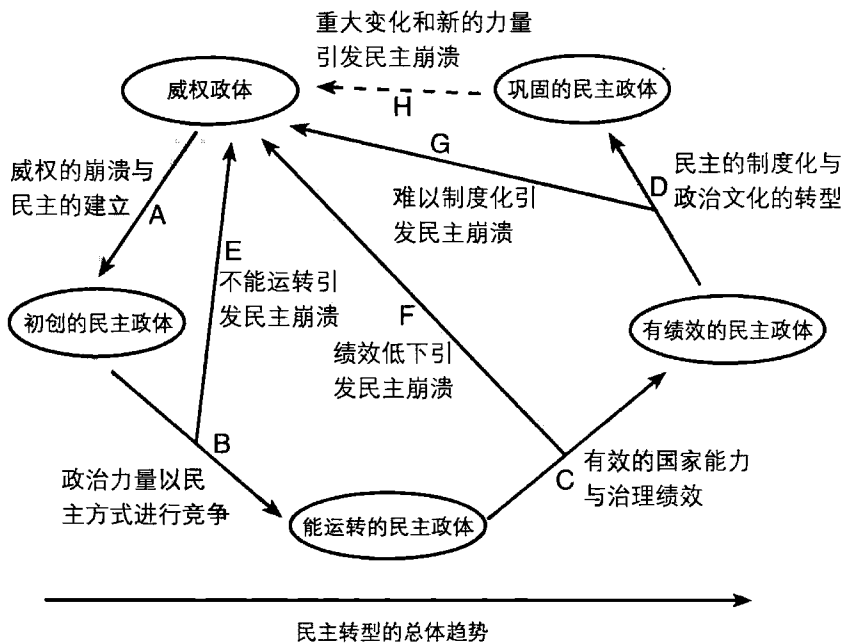 重大变化和新的力量
引发民主崩溃
威权政体
巩固的民主政体
H
G
威权的崩溃与
民主的建立
A
D
民主的制度化与
政治文化的转型
难以制度化引
发民主崩溃
E
不能运转引
发民主崩溃
初创的民主政体
F
有绩效的民主政体
绩效低下引
发民主崩溃
B
政治力量以民
主方式进行竞争
C
有效的国家能力
与治理绩效
能运转的民主政体
民主转型的总体趋势